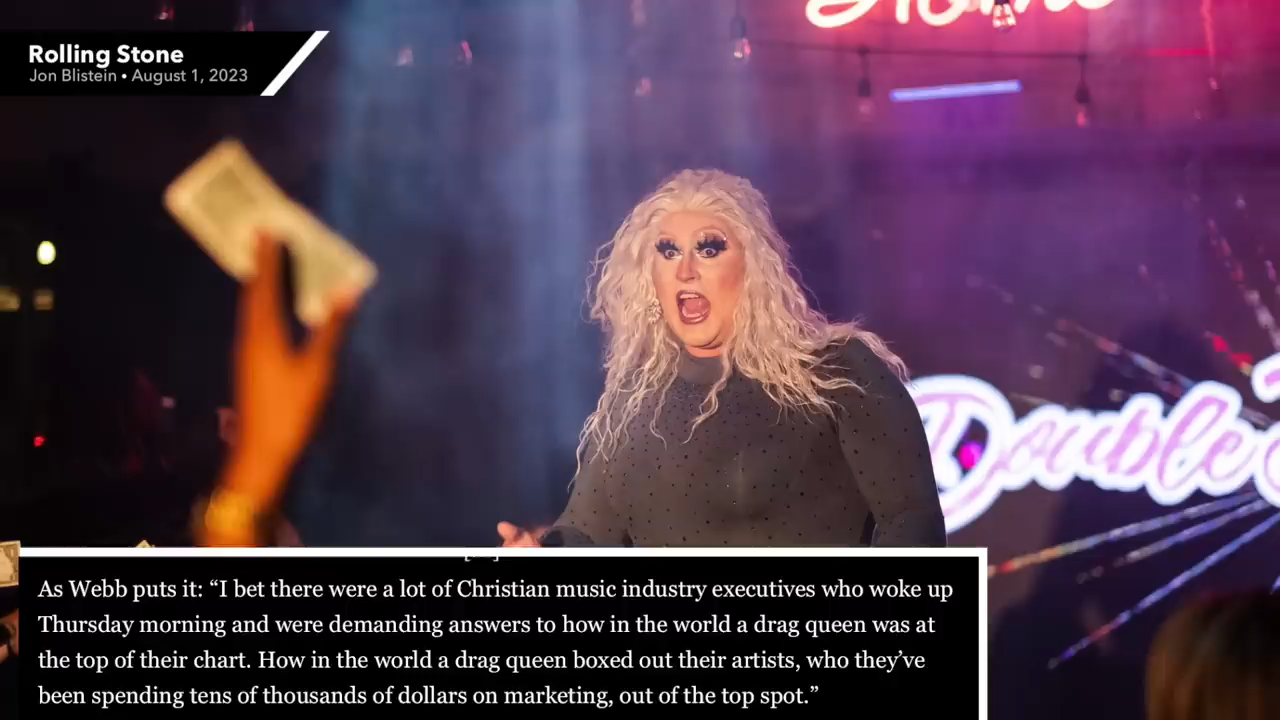 Rolling Stone
Jon Blistein • August 1, 2023
Double
As Webb puts it: “I bet there were a lot of Christian music industry executives who woke up
Thursday morning and were demanding answers to how in the world a drag queen was at
the top of their chart. How in the world a drag queen boxed out their artists, who they’ve
been spending tens of thousands of dollars on marketing, out of the top spot.”